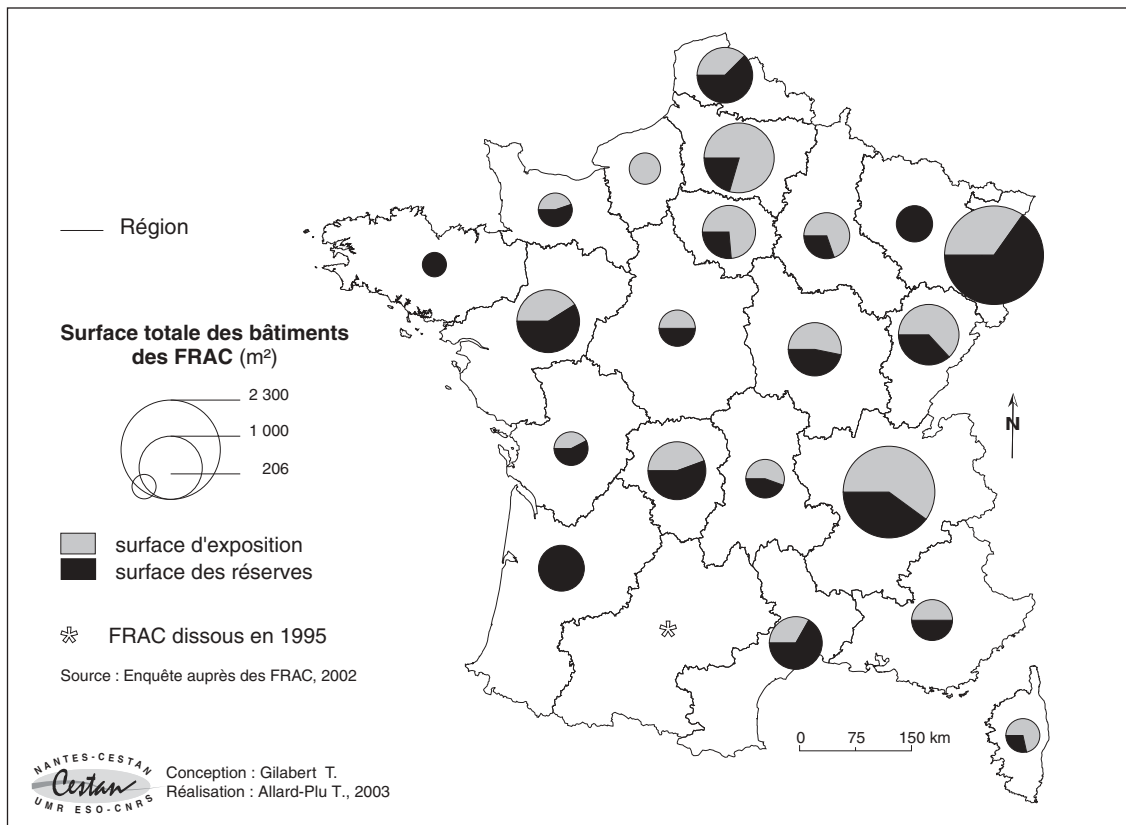 Région
Surface totale des bâtiments
des FRAC (m²)
2 300
1 000
206
surface d'exposition
surface des réserves
FRAC dissous en 1995
Source : Enquête auprès des FRAC, 2002
N
0 75 150 km
NANTES-CESTAN
Cestan
UMR ESO-CNRS
Conception : Gilabert T.
Réalisation : Allard-Plu T., 2003